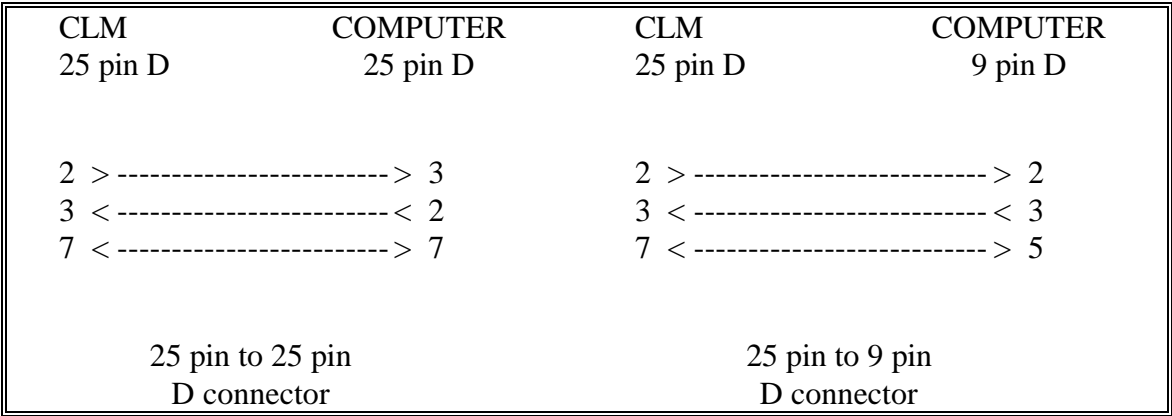 CLM COMPUTER CLM COMPUTER
25 pin D 25 pin D 25 pin D 9 pin D
2 > ------------------------- > 3 2 > --------------------------- > 2
3 < ------------------------- < 2 3 < --------------------------- < 3
7 < ------------------------- > 7 7 < --------------------------- > 5
25 pin to 25 pin 25 pin to 9 pin
D connector D connector